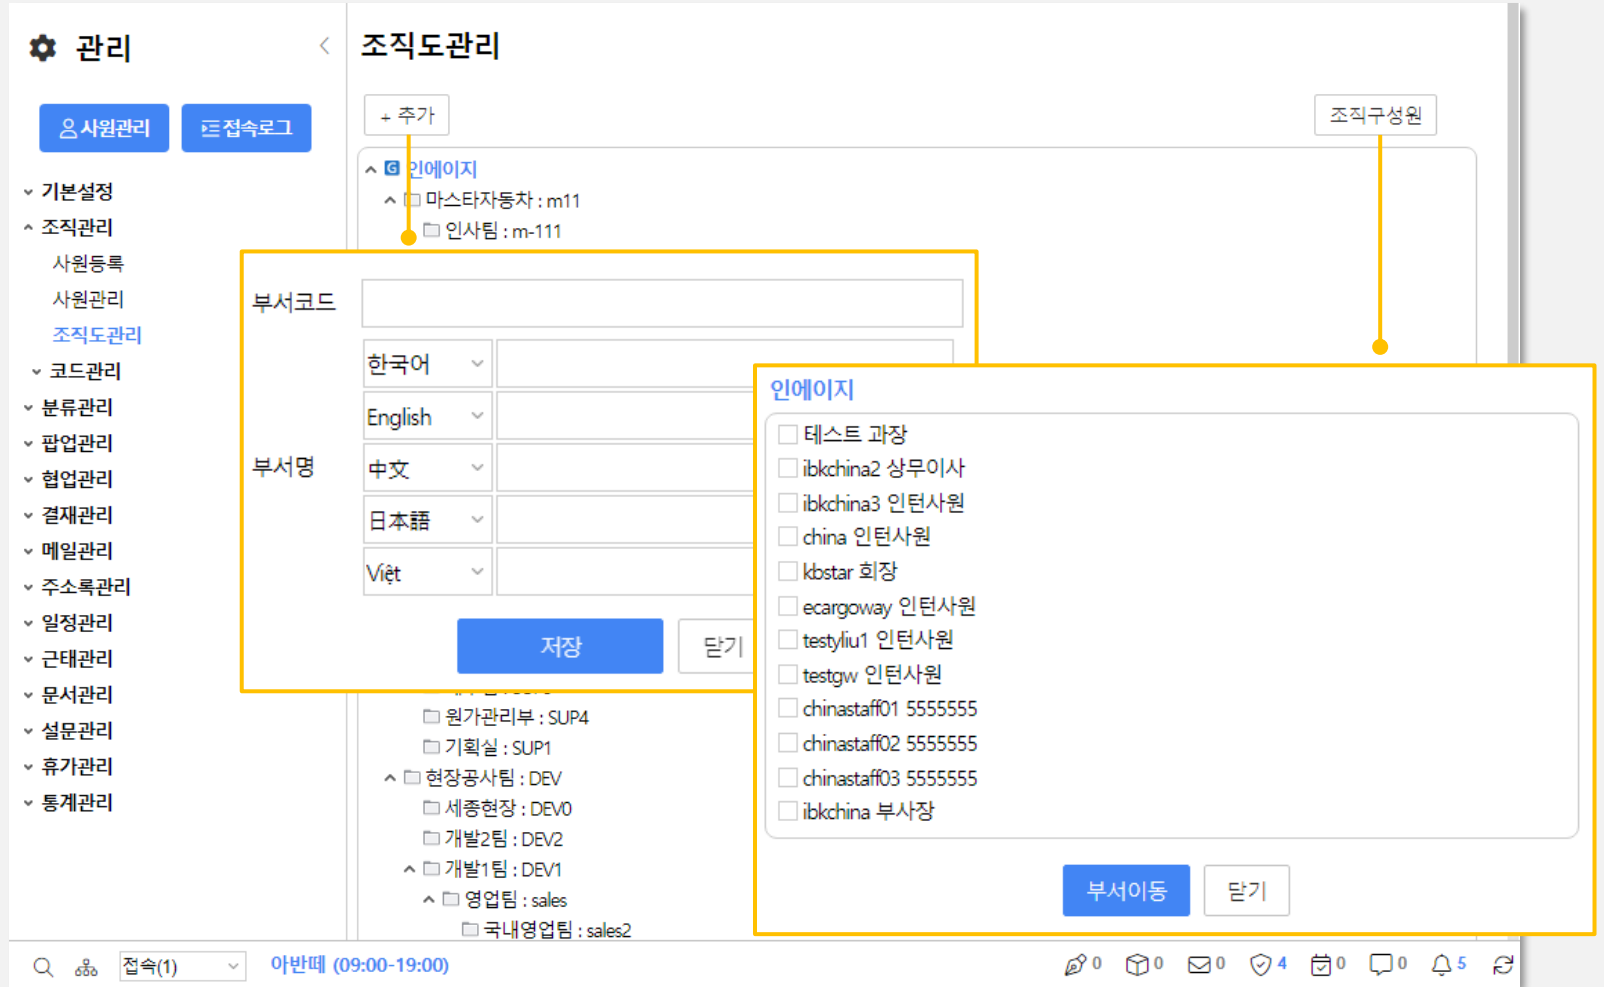 관리
사원관리
접속로그
기본설정
조직관리
사원등록
사원관리
조직도관리
코드관리
분류관리
팝업관리
협업관리
결재관리
메일관리
주소록관리
일정관리
근태관리
문서관리
설문관리
휴가관리
통계관리
조직도관리
+ 추가
조직구성원
인에이지
마스타자동차 : m11
인사팀 : m-111
부서코드
부서명
한국어
English
中文
日本語
Việt
저장
닫기
원가관리부 : SUP4
기획실 : SUP1
현장공사팀 : DEV
세종현장 : DEV0
개발2팀 : DEV2
개발1팀 : DEV1
영업팀 : sales
국내영업팀 : sales2
인에이지
테스트 과장
ibkchina2 상무이사
ibkchina3 인턴사원
china 인턴사원
kbstar 회장
ecargoway 인턴사원
testyliu1 인턴사원
testgw 인턴사원
chinastaff01 5555555
chinastaff02 5555555
chinastaff03 5555555
ibkchina 부사장
부서이동
닫기
접속(1)
아반떼 (09:00-19:00)
0
0
0
4
0
0
5